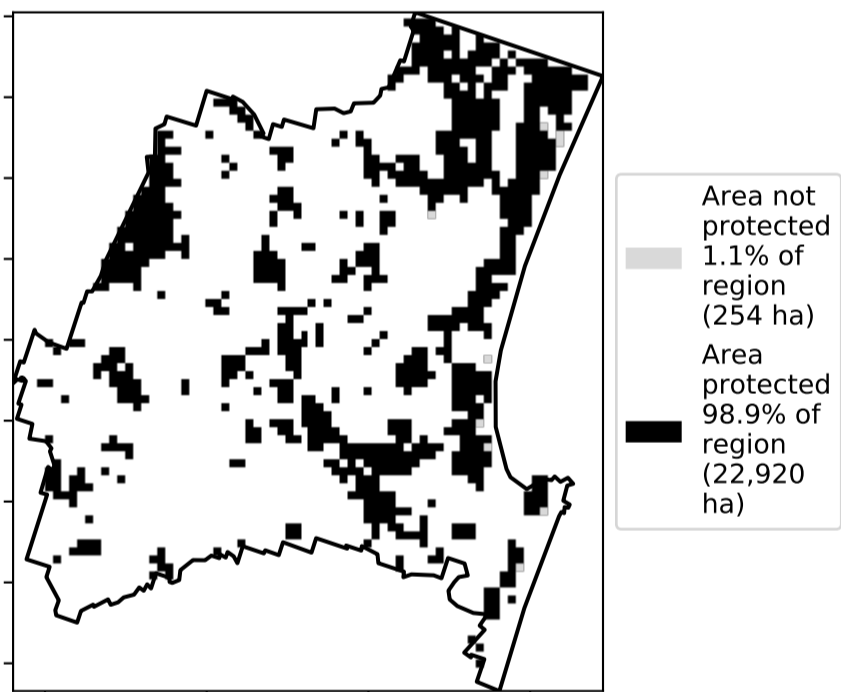 Area not
protected
1.1% of
region
(254 ha)
Area
protected
98.9% of
region
(22,920
ha)